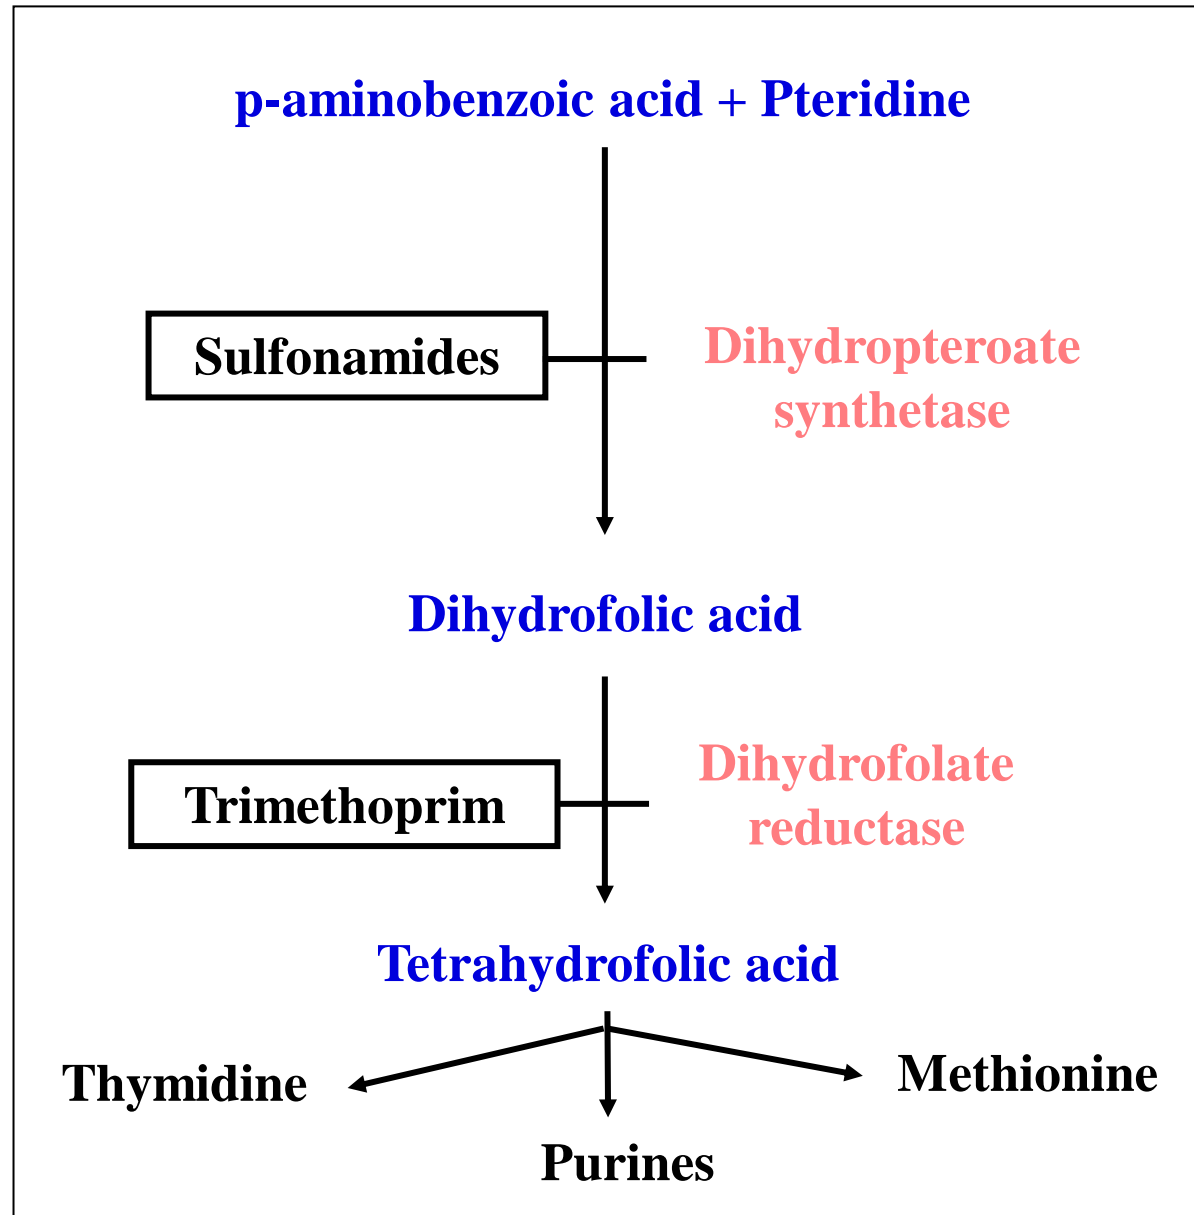 p-aminobenzoic acid + Pteridine
Sulfonamides
Dihydropteroate
synthetase
Dihydrofolic acid
Trimethoprim
Dihydrofolate
reductase
Tetrahydrofolic acid
Thymidine
Methionine
Purines